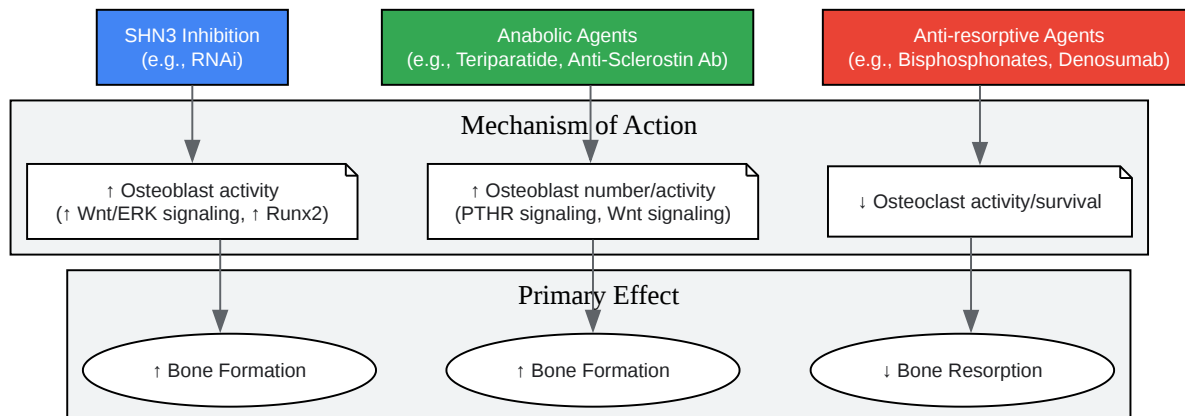 SHN3 Inhibition
(e.g., RNAi)
Anabolic Agents
(e.g., Teriparatide, Anti-Sclerostin Ab)
Anti-resorptive Agents
(e.g., Bisphosphonates, Denosumab)
Mechanism of Action
↑ Osteoblast activity
(↑ Wnt/ERK signaling, ↑ Runx2)
↑ Osteoblast number/activity
(PTHR signaling, Wnt signaling)
↓ Osteoclast activity/survival
Primary Effect
↑ Bone Formation
↑ Bone Formation
↓ Bone Resorption